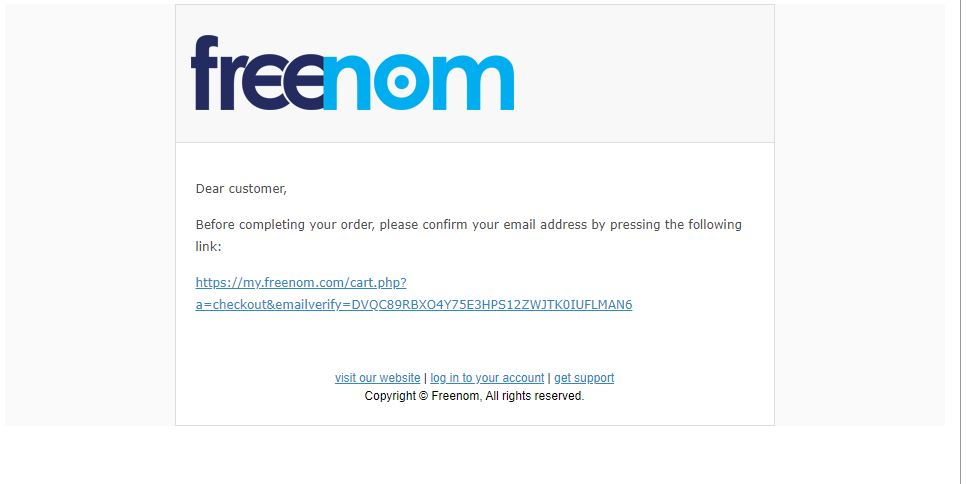 freenom
Dear customer,
Before completing your order, please confirm your email address by pressing the following
link:
https://my.freenom.com/cart.php?
a=checkout&emailverify=DVQC89RBXO4Y75E3HPS12ZWJTK0IUFLMAN6
visit our website | log in to your account | get support
Copyright © Freenom, All rights reserved.